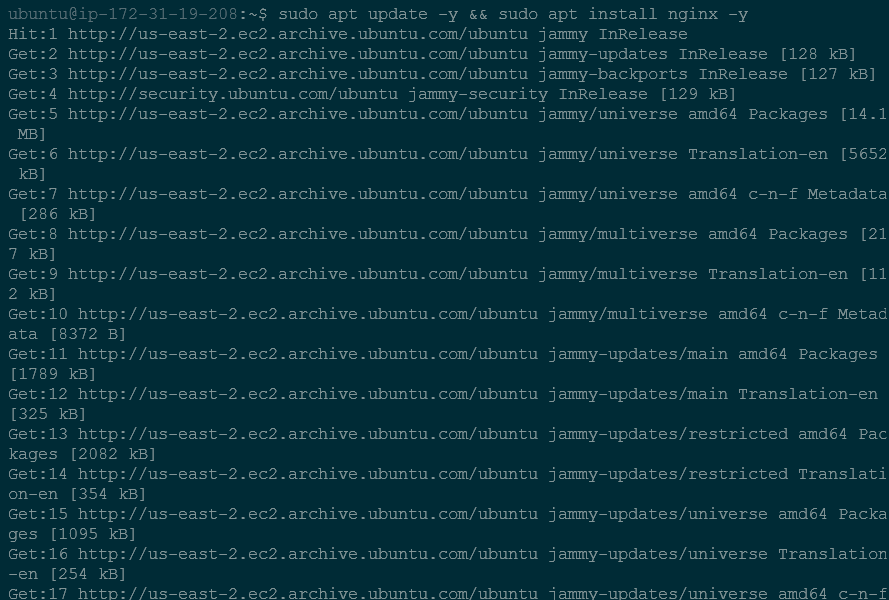 ubuntu@ip-172-31-19-208:~$ sudo apt update -y && sudo apt install nginx -y
Hit:1 http://us-east-2.ec2.archive.ubuntu.com/ubuntu jammy InRelease
Get:2 http://us-east-2.ec2.archive.ubuntu.com/ubuntu jammy-updates InRelease [128 kB]
Get:3 http://us-east-2.ec2.archive.ubuntu.com/ubuntu jammy-backports InRelease [127 kB]
Get:4 http://security.ubuntu.com/ubuntu jammy-security InRelease [129 kB]
Get:5 http://us-east-2.ec2.archive.ubuntu.com/ubuntu jammy/universe amd64 Packages [14.1
 MB]
Get:6 http://us-east-2.ec2.archive.ubuntu.com/ubuntu jammy/universe Translation-en [5652
 kB]
Get:7 http://us-east-2.ec2.archive.ubuntu.com/ubuntu jammy/universe amd64 c-n-f Metadata
 [286 kB]
Get:8 http://us-east-2.ec2.archive.ubuntu.com/ubuntu jammy/multiverse amd64 Packages [21
7 kB]
Get:9 http://us-east-2.ec2.archive.ubuntu.com/ubuntu jammy/multiverse Translation-en [11
2 kB]
Get:10 http://us-east-2.ec2.archive.ubuntu.com/ubuntu jammy/multiverse amd64 c-n-f Metad
ata [8372 B]
Get:11 http://us-east-2.ec2.archive.ubuntu.com/ubuntu jammy-updates/main amd64 Packages
[1789 kB]
Get:12 http://us-east-2.ec2.archive.ubuntu.com/ubuntu jammy-updates/main Translation-en
[325 kB]
Get:13 http://us-east-2.ec2.archive.ubuntu.com/ubuntu jammy-updates/restricted amd64 Pac
kages [2082 kB]
Get:14 http://us-east-2.ec2.archive.ubuntu.com/ubuntu jammy-updates/restricted Translati
on-en [354 kB]
Get:15 http://us-east-2.ec2.archive.ubuntu.com/ubuntu jammy-updates/universe amd64 Packa
ges [1095 kB]
Get:16 http://us-east-2.ec2.archive.ubuntu.com/ubuntu jammy-updates/universe Translation
-en [254 kB]
Get:17 http://us-east-2.ec2.archive.ubuntu.com/ubuntu jammy-updates/universe amd64 c-n-f